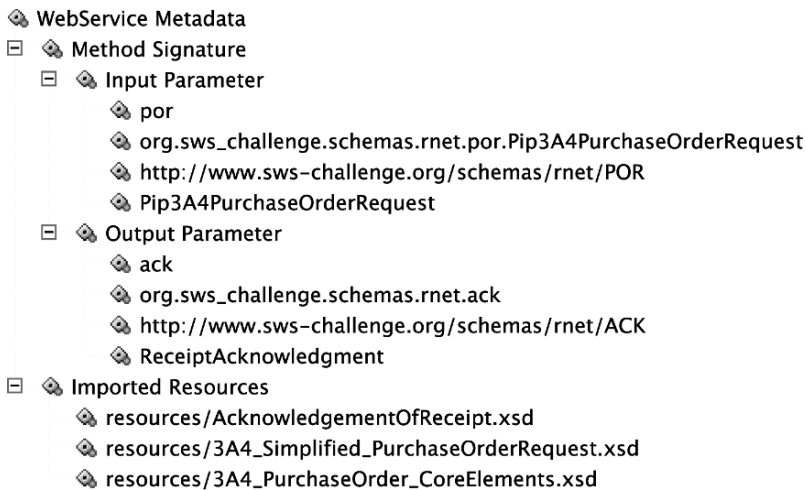 WebService Metadata
Method Signature
Input Parameter
por
org.sws_challenge.schemas.rnet.por.Pip3A4PurchaseOrderRequest
http://www.sws-challenge.org/schemas/rnet/POR
Pip3A4PurchaseOrderRequest
Output Parameter
ack
org.sws_challenge.schemas.rnet.ack
http://www.sws-challenge.org/schemas/rnet/ACK
ReceiptAcknowledgment
Imported Resources
resources/AcknowledgementOfReceipt.xsd
resources/3A4_Simplified_PurchaseOrderRequest.xsd
resources/3A4_PurchaseOrder_CoreElements.xsd